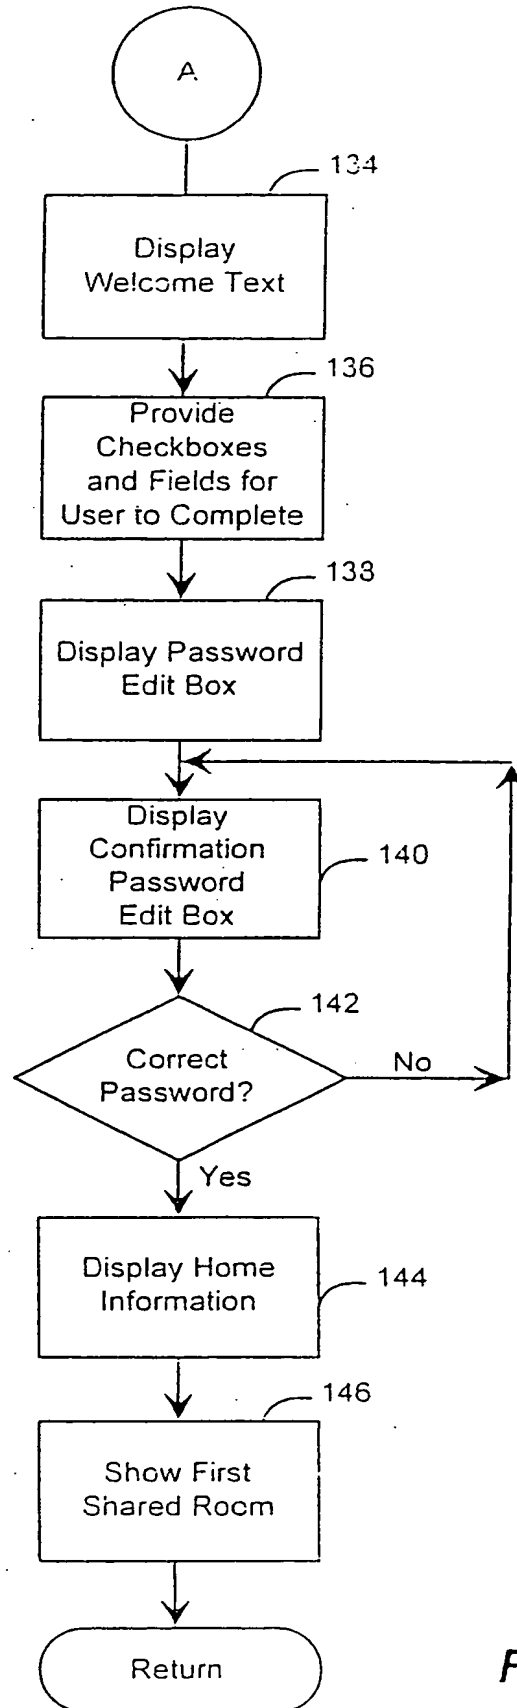 A
134
Display
Welcome Text
136
Provide
Checkboxes
and Fields for
User to Complete
138
Display Password
Edit Box
Display
Confirmation
Password
Edit Box
140
142
Correct
Password?
No
Yes
Display Home
Information
144
146
Show First
Shared Room
Return
F